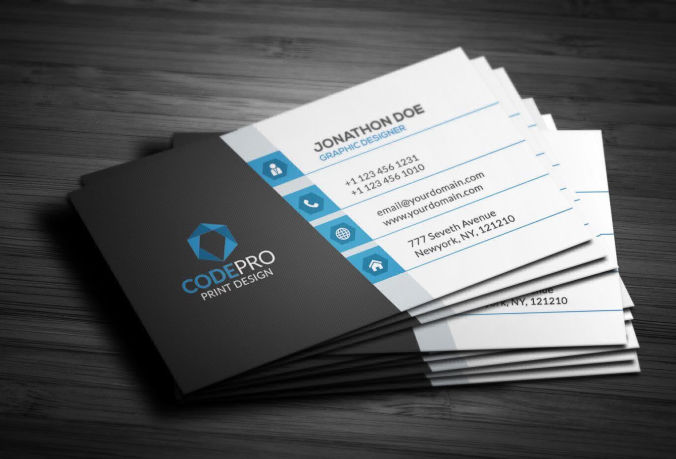 CODEPRO
PRINT DESIGN
JONATHON DOE
GRAPHIC DESIGNER
+1 123 456 1231
+1 123 456 1010
email@yourdomain.com
www.yourdomain.com
777 Seveth Avenue
Newyork, NY, 121210
NY, 121210